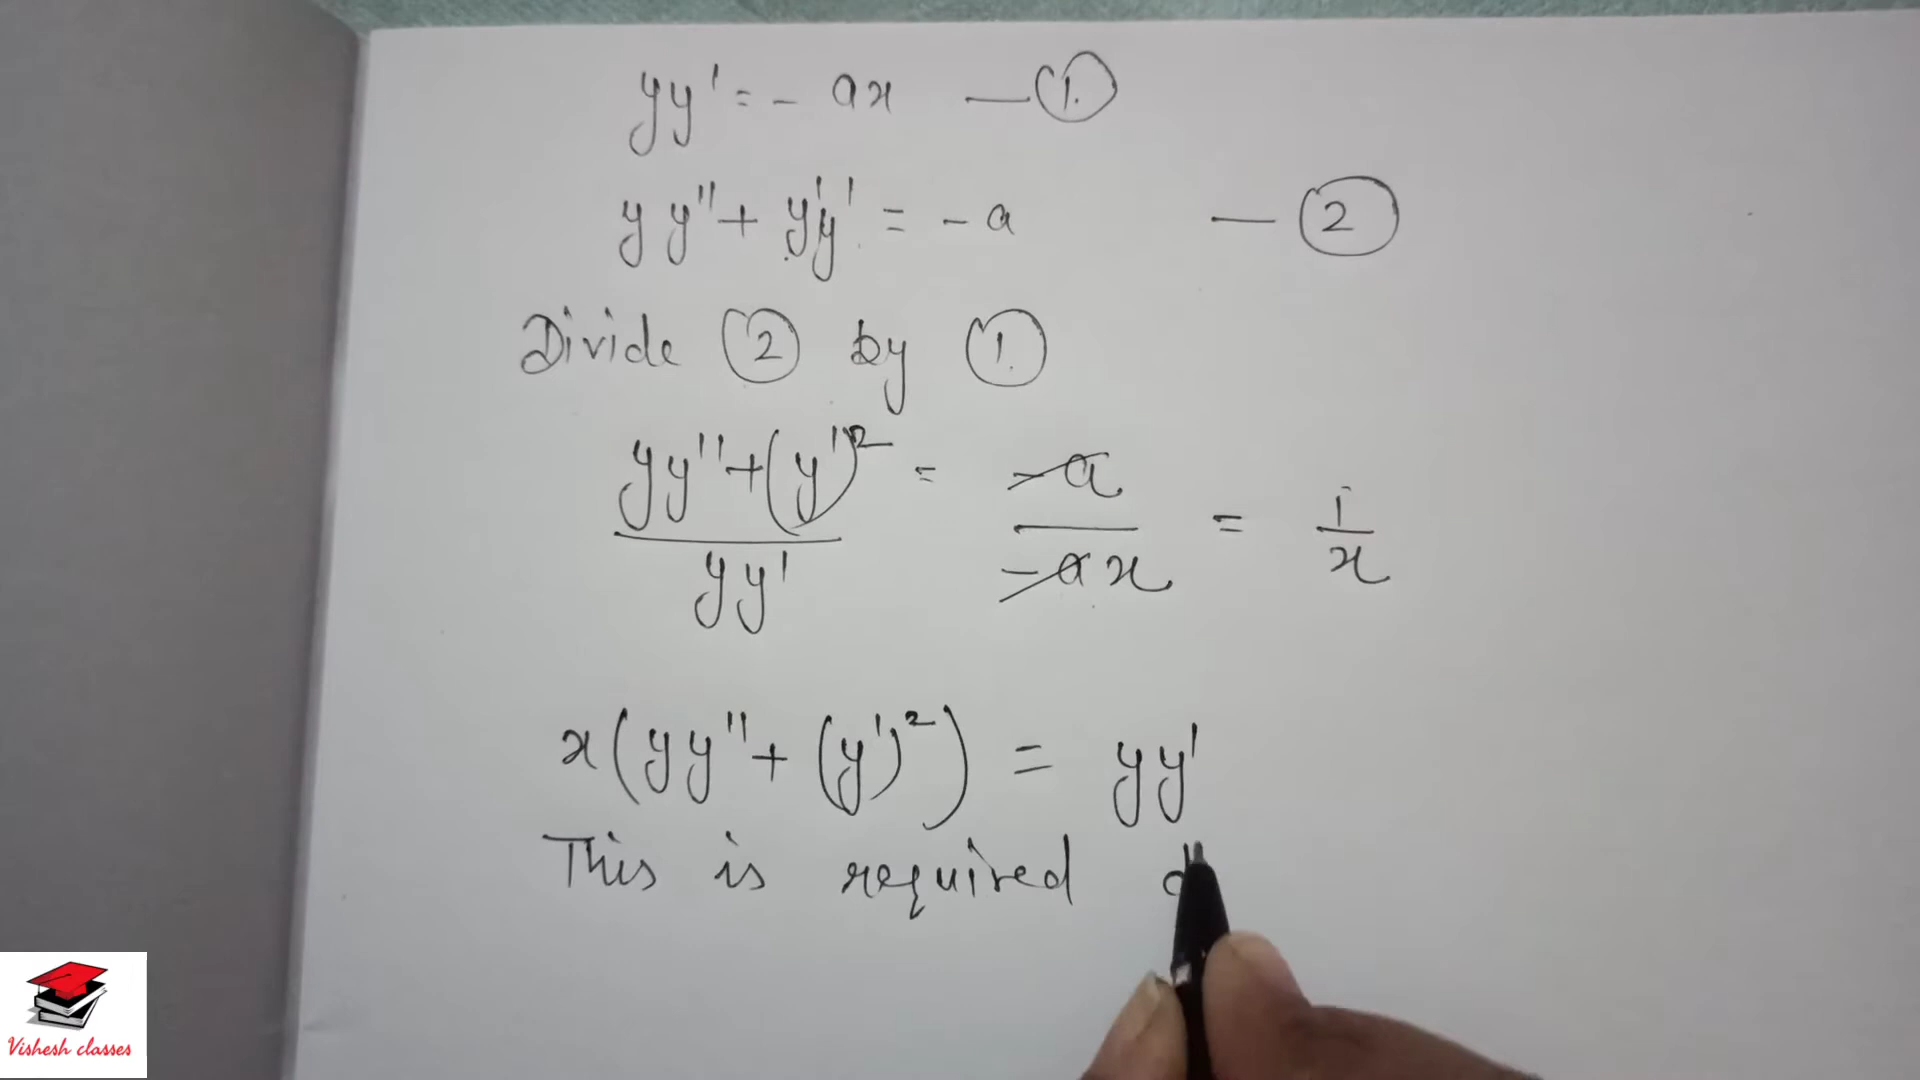 yy' = - ax — ①
yy'' + y'y' = - a — ②
Divide ② by ①
(yy'' + (y')²) / (yy') = (-a) / (-ax) = 1/x
x(yy'' + (y')²) = yy'
This is required d
Vishesh classes